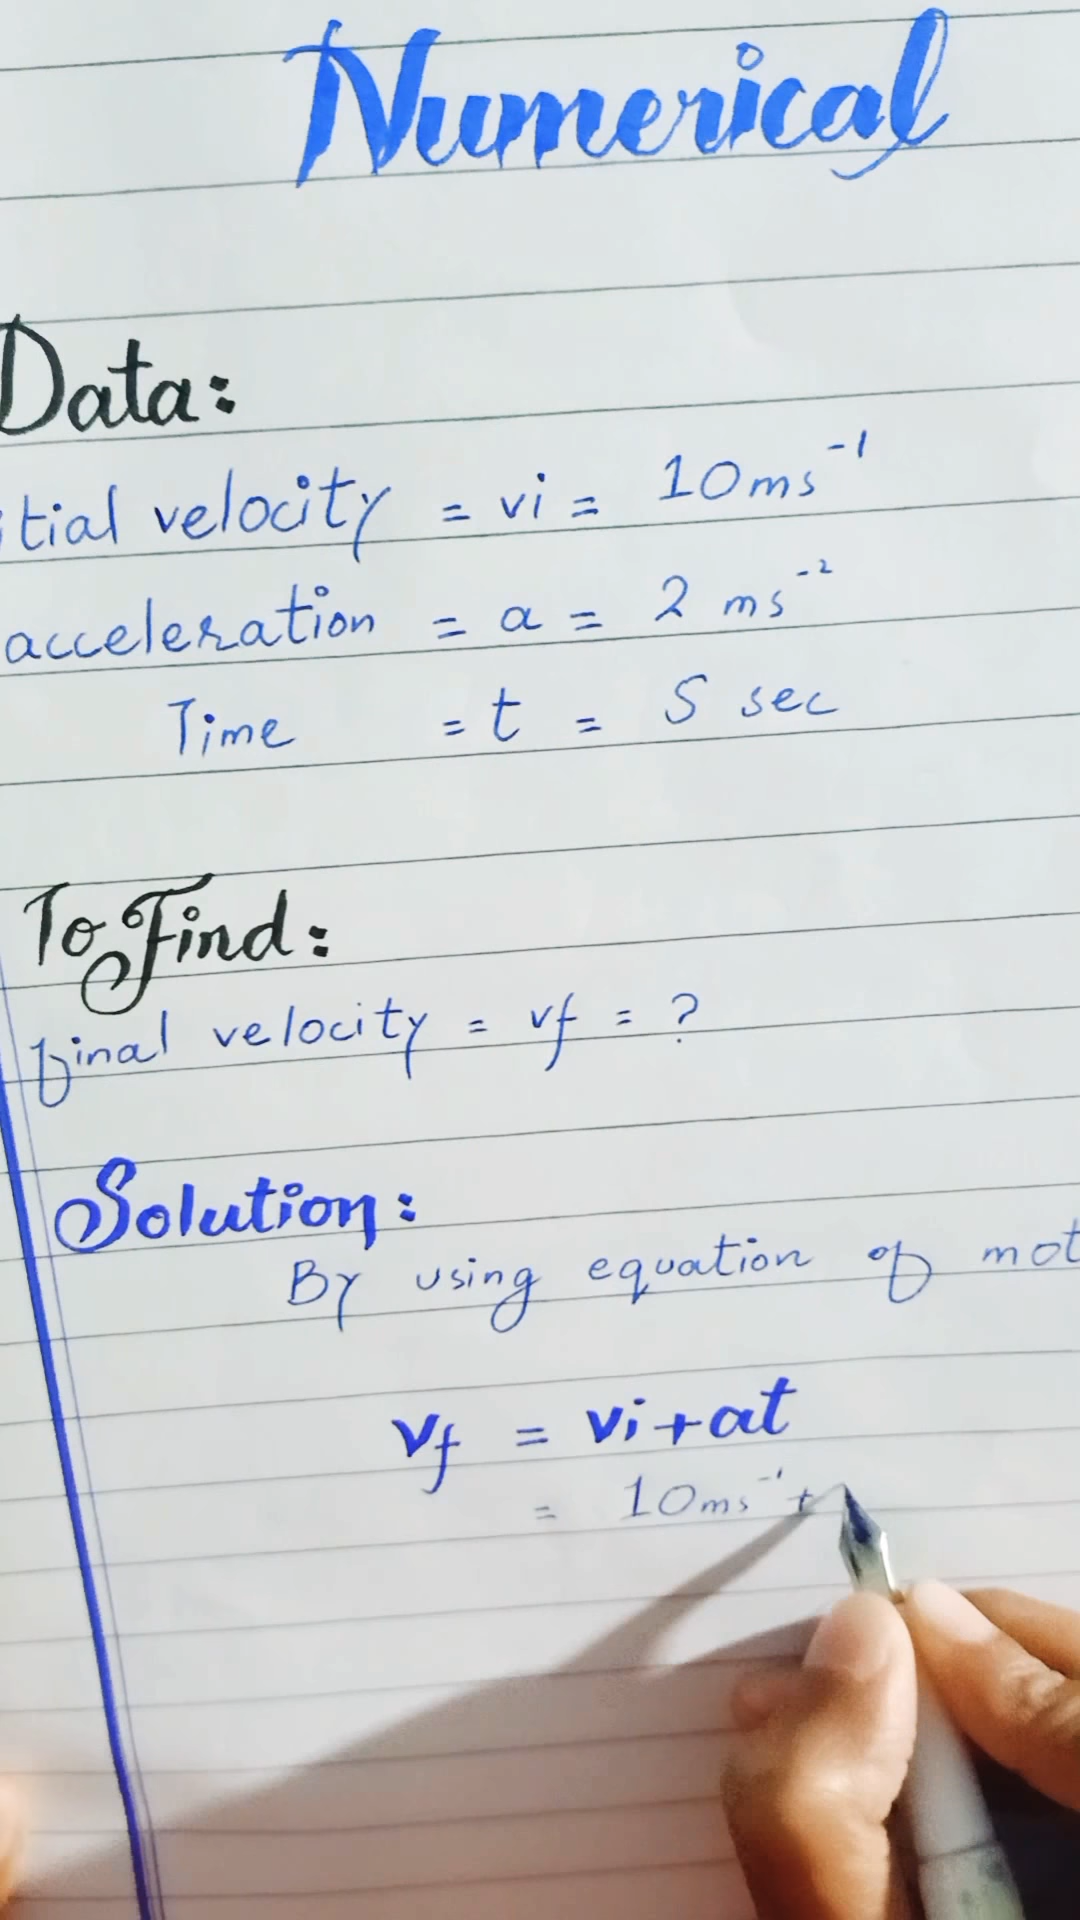 Numerical
Data:
itial velocity = vi = 10ms⁻¹
acceleration = a = 2 ms⁻²
Time = t = 5 sec
To Find:
final velocity = vf = ?
Solution:
By using equation of mot
vf = vi+at
= 10ms⁻¹+